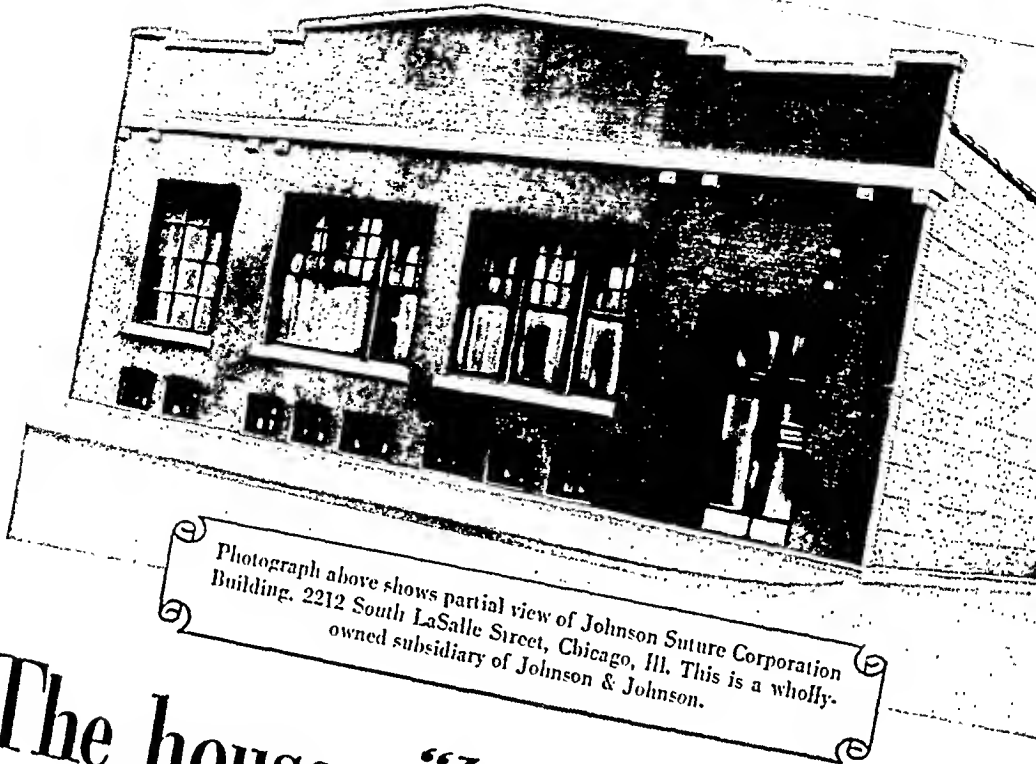 Photograph above shows partial view of Johnson Suture Corporation
Building. 2212 South LaSalle Street, Chicago, Ill. This is a wholly-
owned subsidiary of Johnson & Johnson.
The house